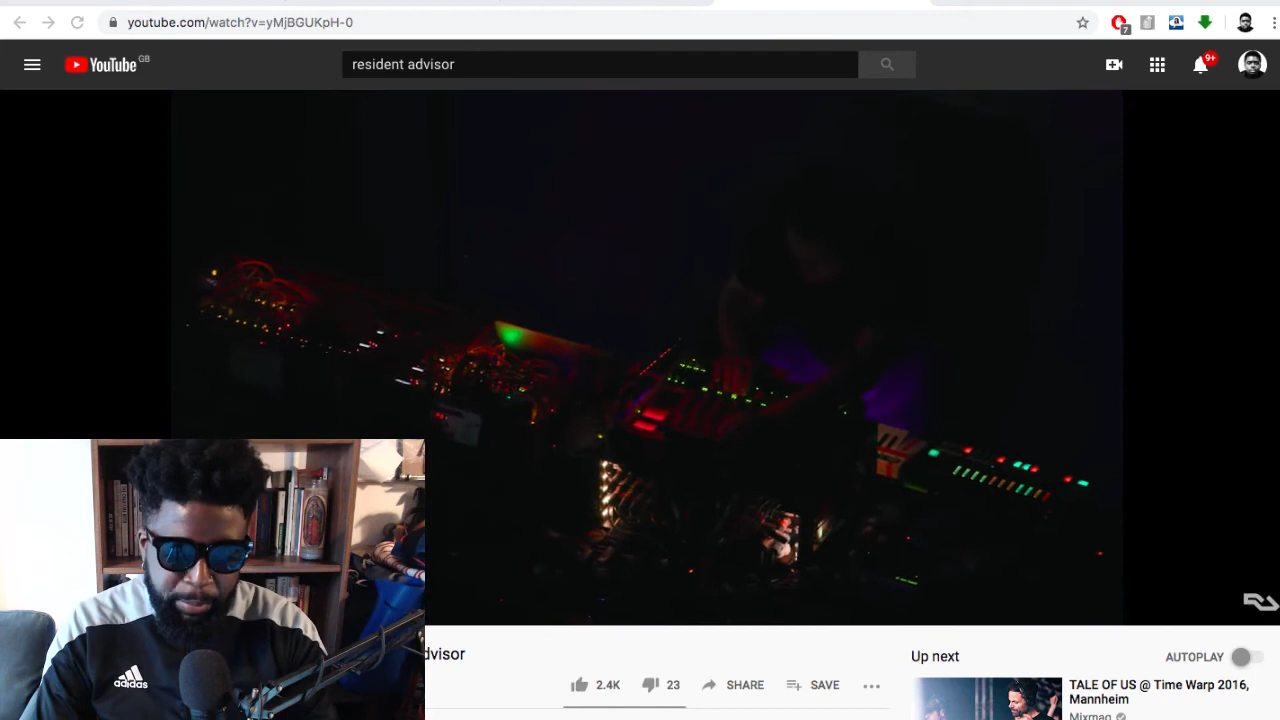 youtube.com/watch?v=yMjBGUKpH-0
7
YouTube GB
resident advisor
9+
dvisor
2.4K
23
SHARE
SAVE
Up next
AUTOPLAY
TALE OF US @ Time Warp 2016,
Mannheim
Mixmag
adidas